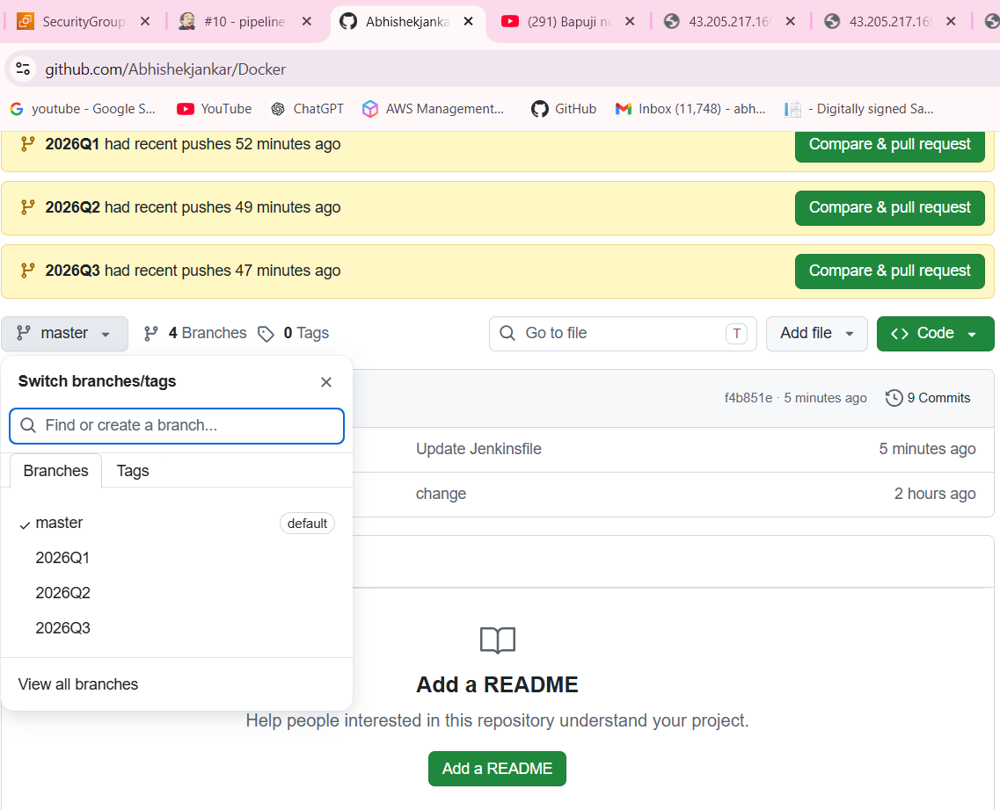 SecurityGroup
#10 - pipeline
Abhishekjanka
(291) Bapuji ne
43.205.217.169
43.205.217.169
github.com/Abhishekjankar/Docker
youtube - Google S...
YouTube
ChatGPT
AWS Management...
GitHub
Inbox (11,748) - abh...
- Digitally signed Sa...
2026Q1 had recent pushes 52 minutes ago
Compare & pull request
2026Q2 had recent pushes 49 minutes ago
Compare & pull request
2026Q3 had recent pushes 47 minutes ago
Compare & pull request
master
4 Branches
0 Tags
Go to file
T
Add file
Code
Switch branches/tags
f4b851e · 5 minutes ago
9 Commits
Find or create a branch...
Update Jenkinsfile
5 minutes ago
Branches
Tags
change
2 hours ago
master
default
2026Q1
2026Q2
2026Q3
View all branches
Add a README
Help people interested in this repository understand your project.
Add a README